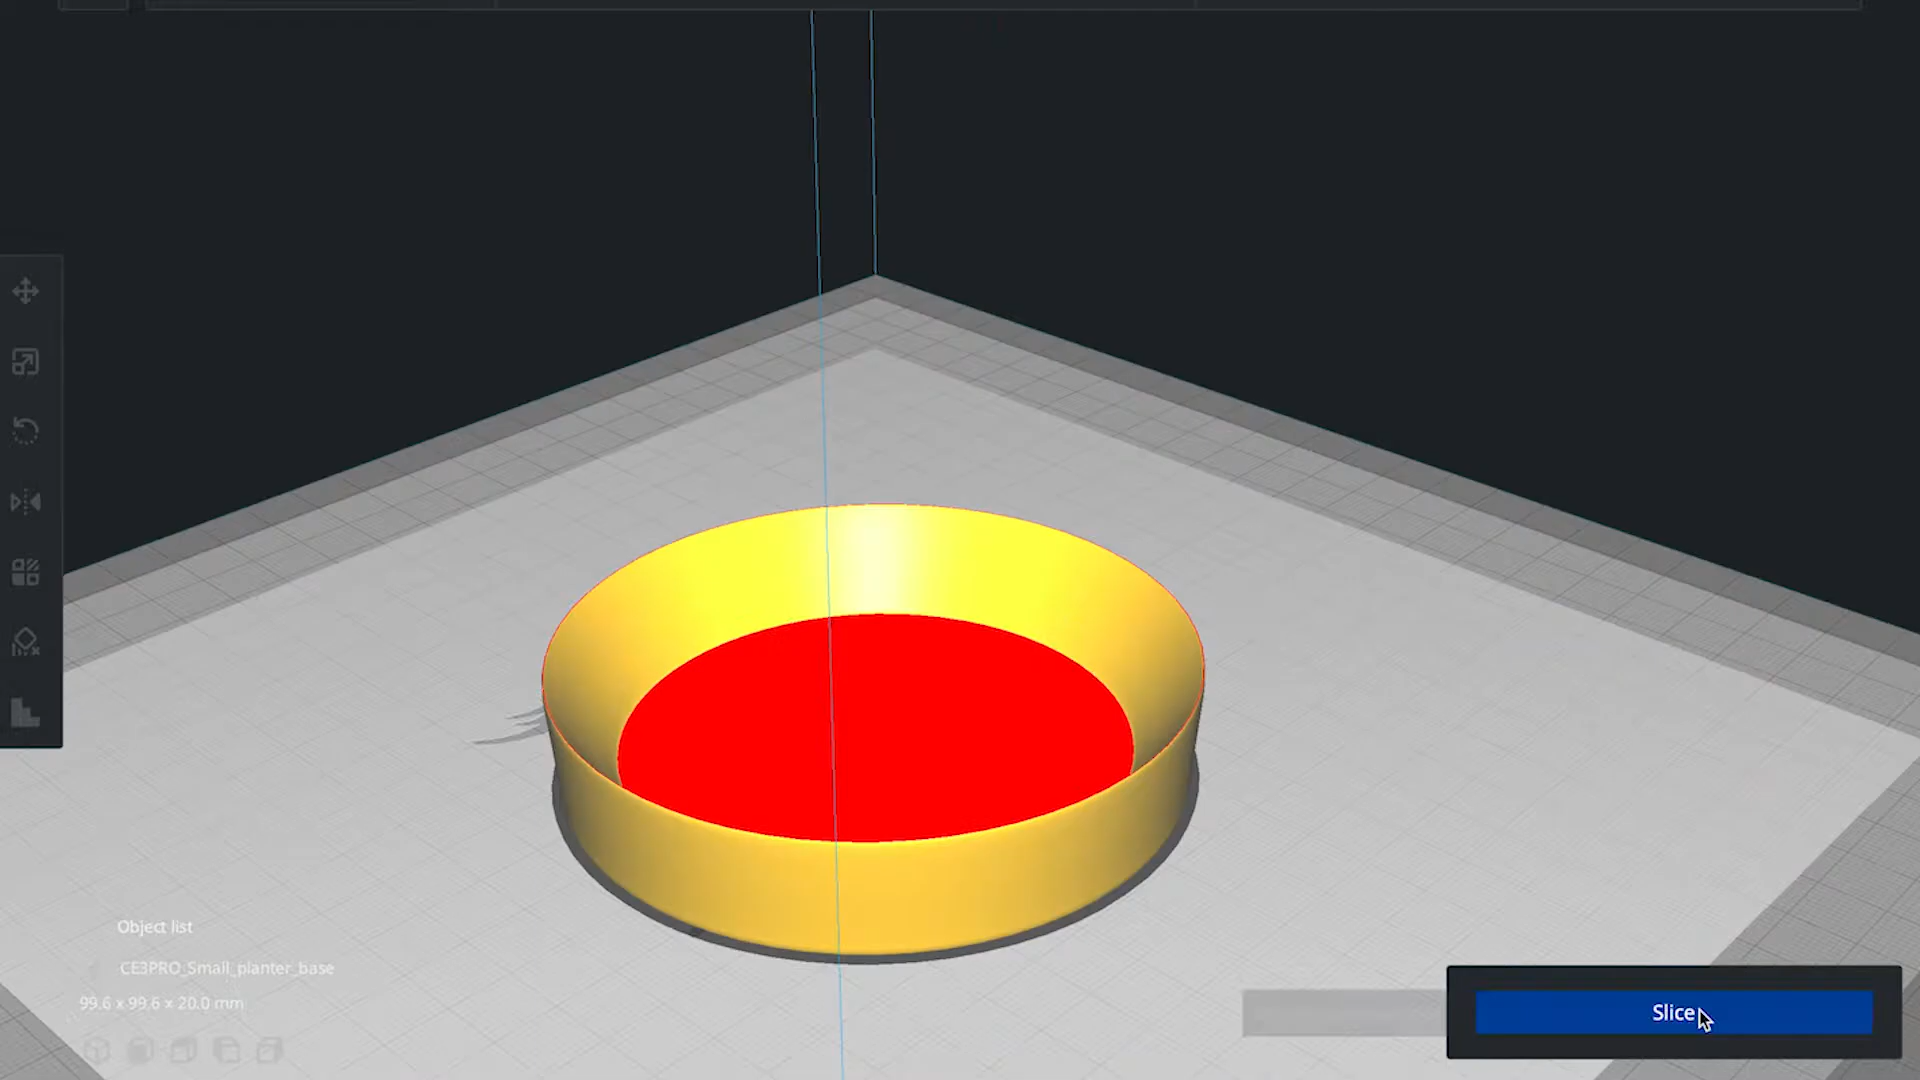 Object list
CE3PRO_Small_planter_base
99.6 x 99.6 x 20.0 mm
Slice